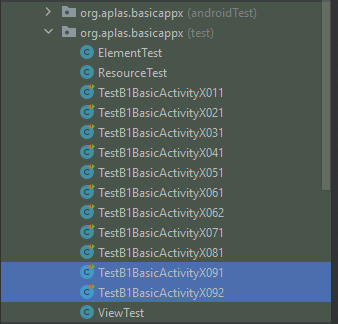 org.aplas.basicappx (androidTest)
org.aplas.basicappx (test)
ElementTest
ResourceTest
TestB1BasicActivityX011
TestB1BasicActivityX021
TestB1BasicActivityX031
TestB1BasicActivityX041
TestB1BasicActivityX051
TestB1BasicActivityX061
TestB1BasicActivityX062
TestB1BasicActivityX071
TestB1BasicActivityX081
TestB1BasicActivityX091
TestB1BasicActivityX092
ViewTest